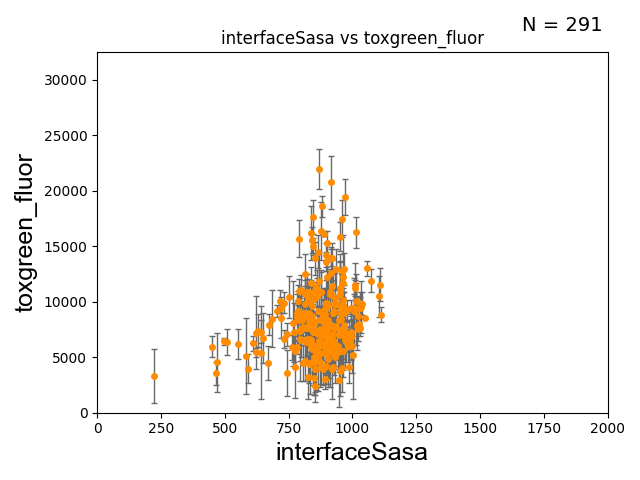 N = 291
interfaceSasa vs toxgreen_fluor
30000
25000
20000
15000
10000
5000
0
toxgreen_fluor
0 250 500 750 1000 1250 1500 1750 2000
interfaceSasa